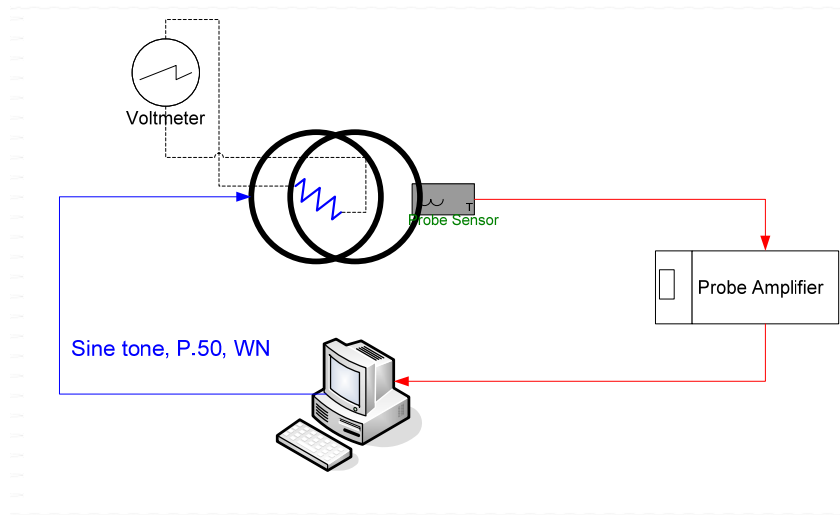 Voltmeter
T
Probe Sensor
Probe Amplifier
Sine tone, P.50, WN